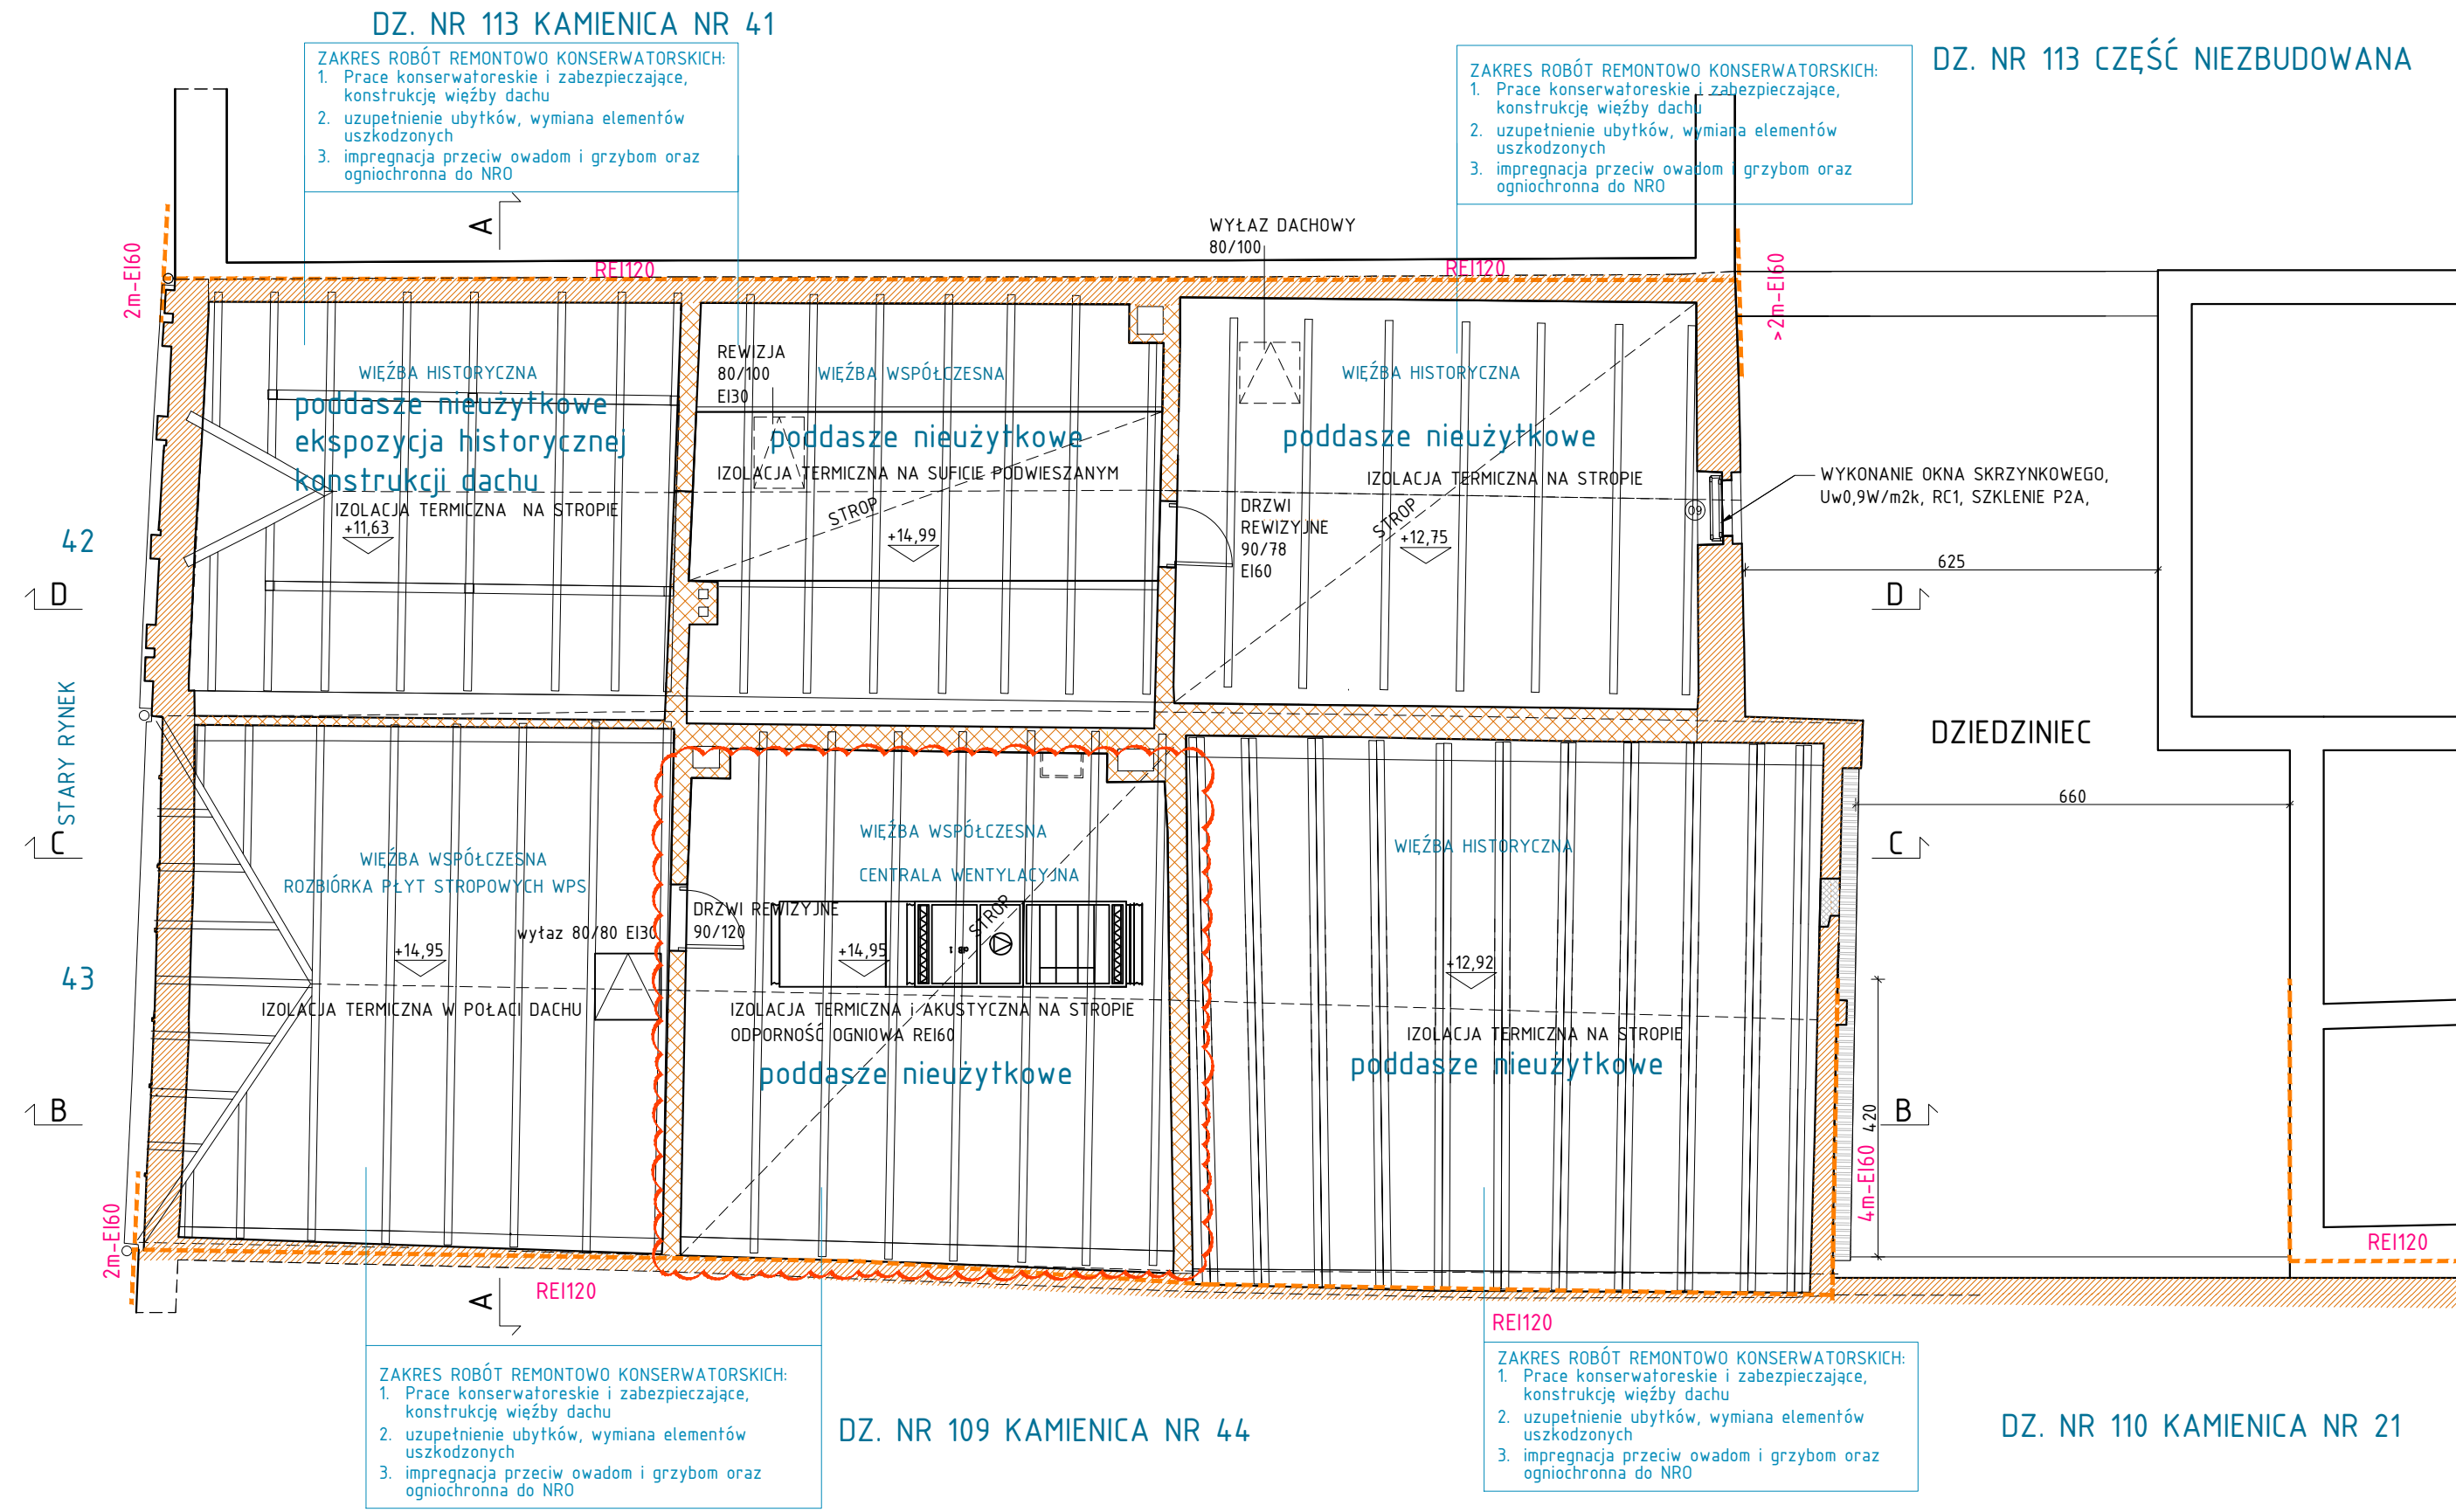 DZ. NR 113 KAMIENICA NR 41
ZAKRES ROBÓT REMONTOWO KONSERWATORSKICH:
1. Prace konserwatoreskie i zabezpieczające,
konstrukcję więźby dachu
2. uzupełnienie ubytków, wymiana elementów
uszkodzonych
3. impregnacja przeciw owadom i grzybom oraz
ogniochronna do NRO
ZAKRES ROBÓT REMONTOWO KONSERWATORSKICH:
1. Prace konserwatoreskie i zabezpieczające,
konstrukcję więźby dachu
2. uzupełnienie ubytków, wymiana elementów
uszkodzonych
3. impregnacja przeciw owadom i grzybom oraz
ogniochronna do NRO
DZ. NR 113 CZĘŚĆ NIEZBUDOWANA
A
WYŁAZ DACHOWY
80/100
2m-EI60
REI120
REI120
>2m-EI60
WIĘŹBA HISTORYCZNA
poddasze nieużytkowe
ekspozycja historycznej
konstrukcji dachu
IZOLACJA TERMICZNA NA STROPIE
+11,63
REWIZJA
80/100
EI30
WIĘŹBA WSPÓŁCZESNA
poddasze nieużytkowe
IZOLACJA TERMICZNA NA SUFICIE PODWIESZANYM
STROP
+14,99
WIĘŹBA HISTORYCZNA
poddasze nieużytkowe
IZOLACJA TERMICZNA NA STROPIE
DRZWI
REWIZYJNE
90/78
EI60
STROP
+12,75
O9
WYKONANIE OKNA SKRZYNKOWEGO,
Uw0,9W/m2k, RC1, SZKLENIE P2A,
42
625
D
D
STARY RYNEK
DZIEDZINIEC
660
C
C
WIĘŹBA WSPÓŁCZESNA
ROZBIÓRKA PŁYT STROPOWYCH WPS
wyłaz 80/80 EI30
+14,95
IZOLACJA TERMICZNA W POŁACI DACHU
WIĘŹBA WSPÓŁCZESNA
CENTRALA WENTYLACYJNA
DRZWI REWIZYJNE
90/120
STROP
+14,95
IZOLACJA TERMICZNA i AKUSTYCZNA NA STROPIE
ODPORNOŚĆ OGNIOWA REI60
poddasze nieużytkowe
WIĘŹBA HISTORYCZNA
+12,92
IZOLACJA TERMICZNA NA STROPIE
poddasze nieużytkowe
43
B
B
420
4m-EI60
2m-EI60
REI120
REI120
REI120
A
ZAKRES ROBÓT REMONTOWO KONSERWATORSKICH:
1. Prace konserwatoreskie i zabezpieczające,
konstrukcję więźby dachu
2. uzupełnienie ubytków, wymiana elementów
uszkodzonych
3. impregnacja przeciw owadom i grzybom oraz
ogniochronna do NRO
DZ. NR 109 KAMIENICA NR 44
ZAKRES ROBÓT REMONTOWO KONSERWATORSKICH:
1. Prace konserwatoreskie i zabezpieczające,
konstrukcję więźby dachu
2. uzupełnienie ubytków, wymiana elementów
uszkodzonych
3. impregnacja przeciw owadom i grzybom oraz
ogniochronna do NRO
DZ. NR 110 KAMIENICA NR 21